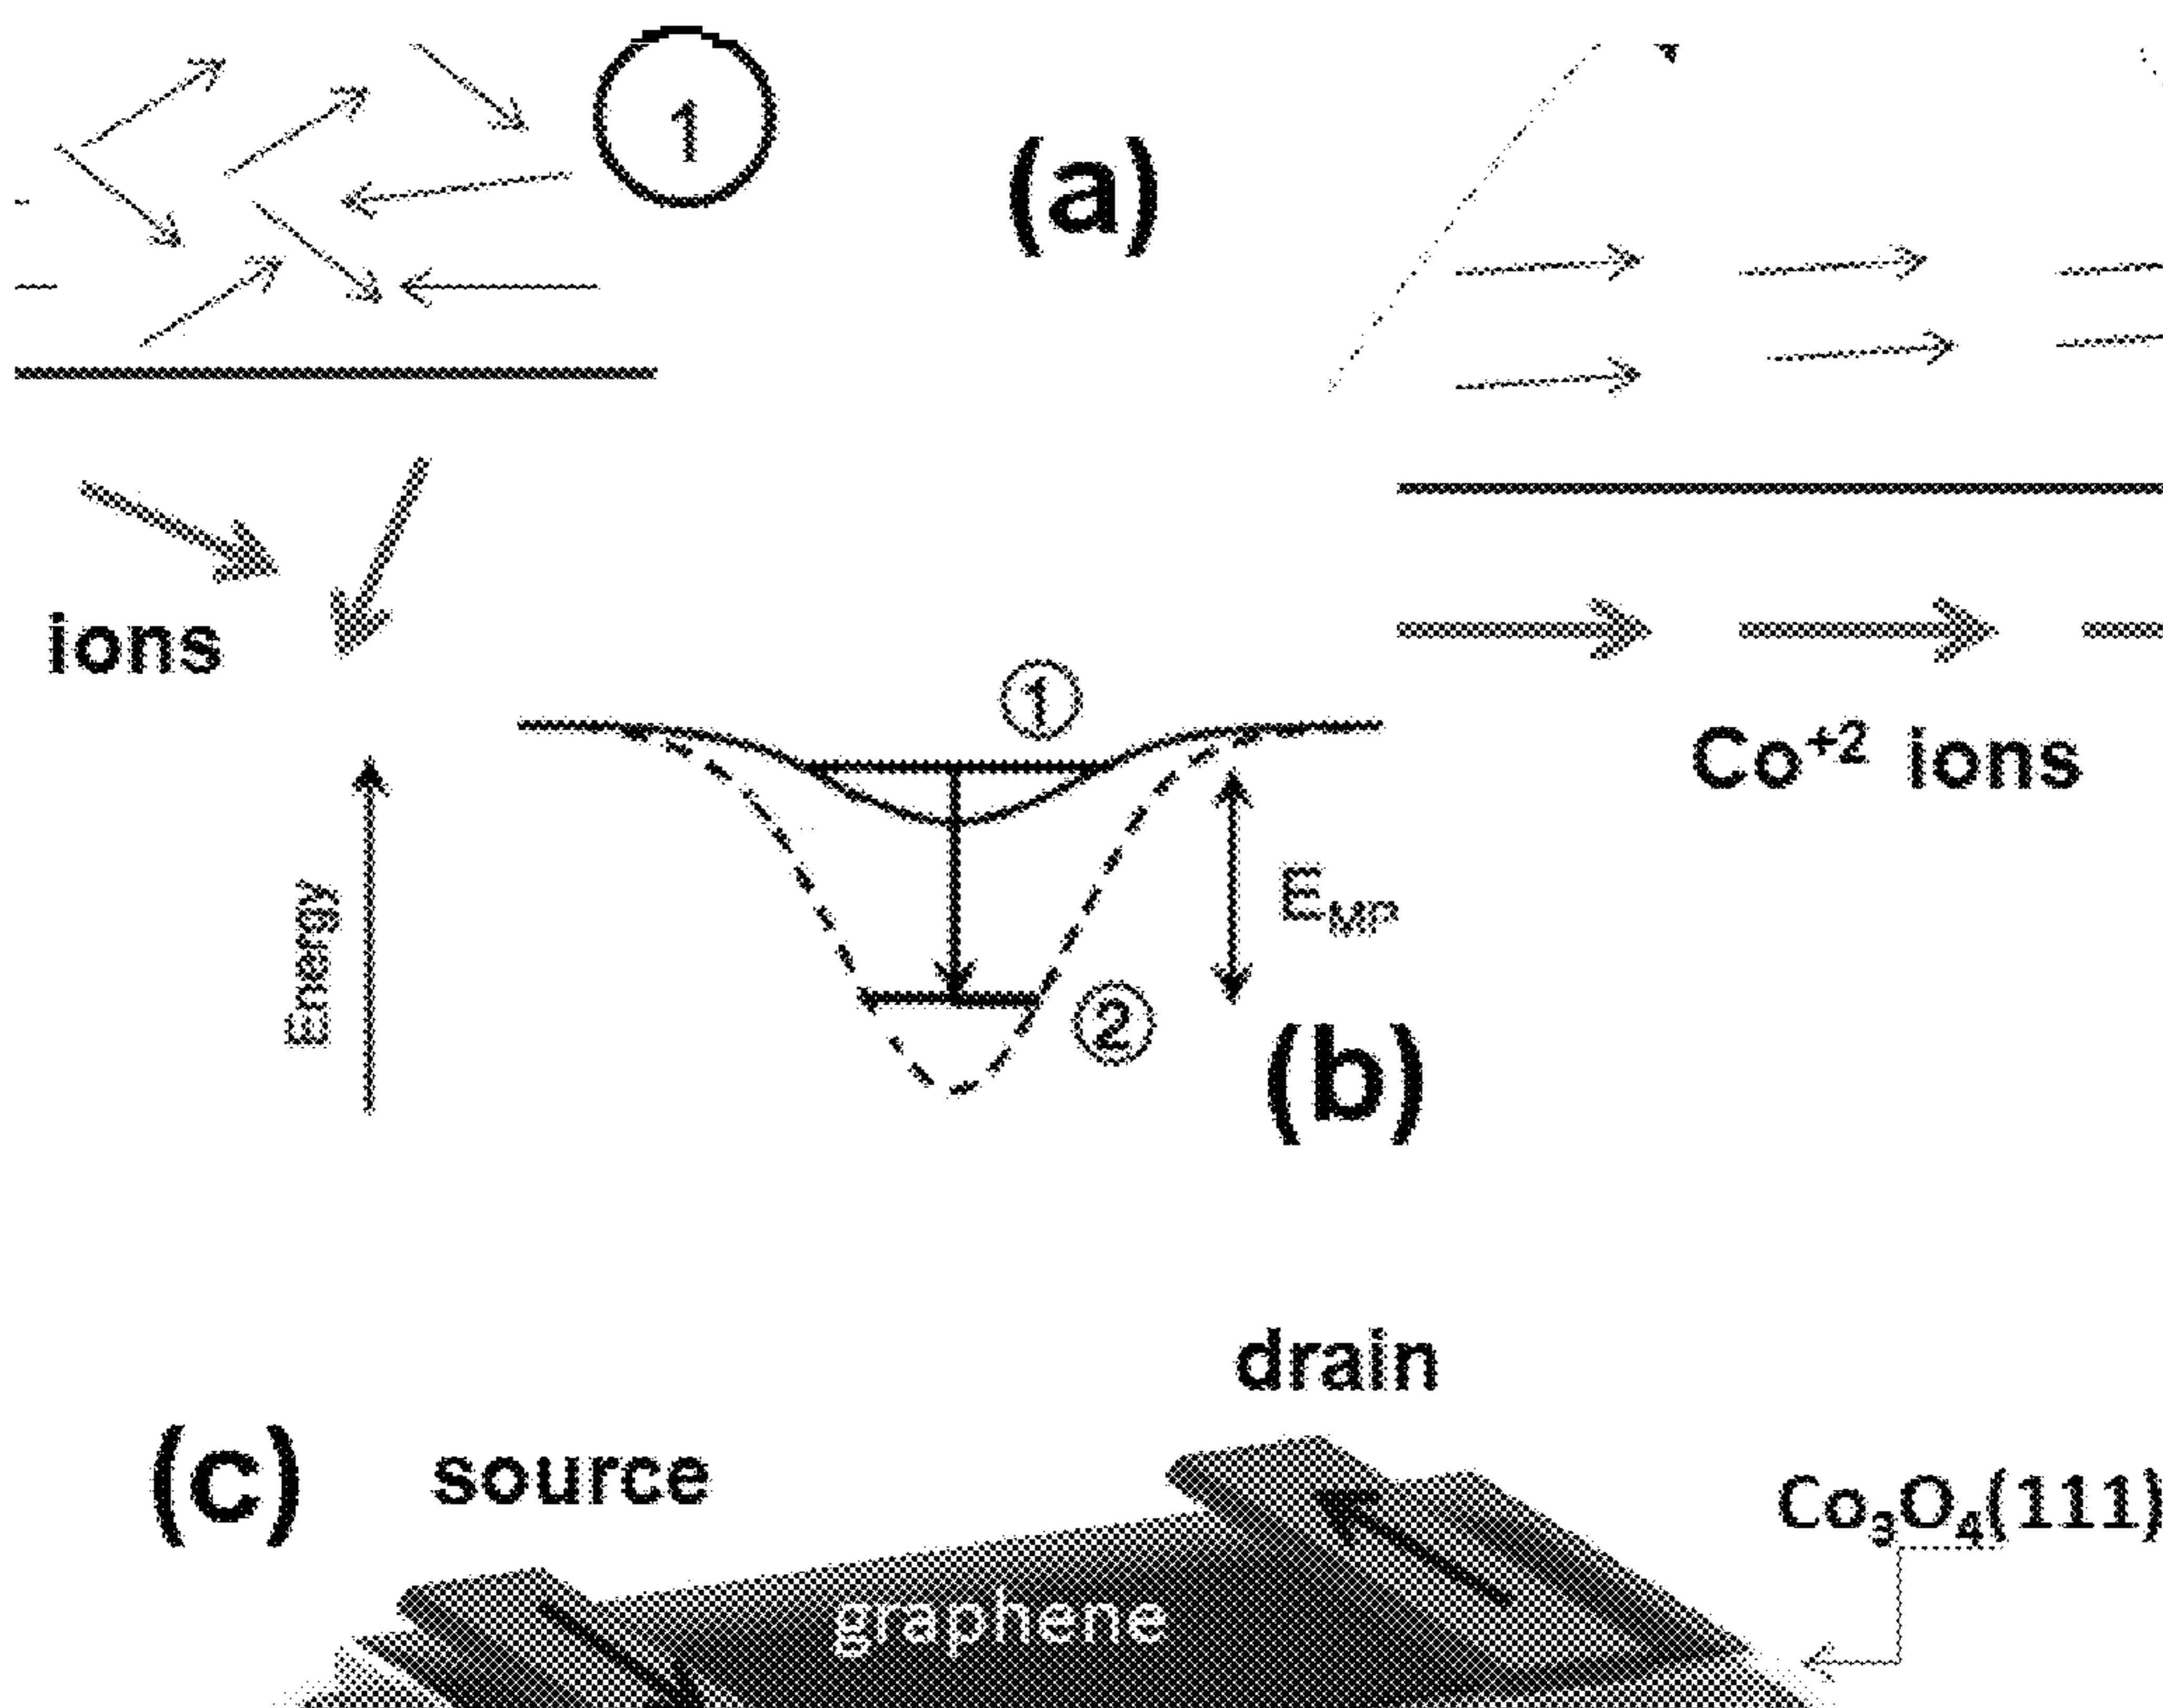 1
(a)
ions
1
Co+2 ions
Energy
EMP
2
(b)
drain
(c)
source
Co3O4(111)
graphene